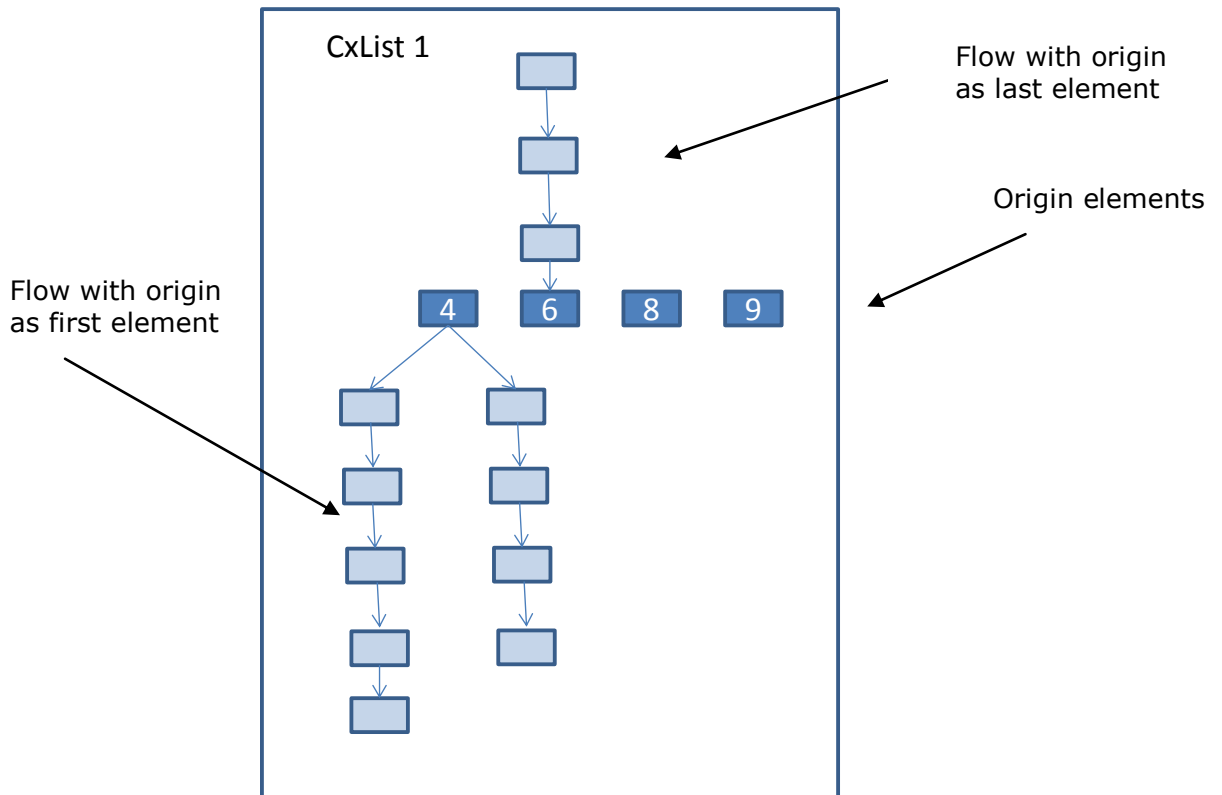 CxList 1
Flow with origin
as last element
Origin elements
Flow with origin
as first element
4
6
8
9